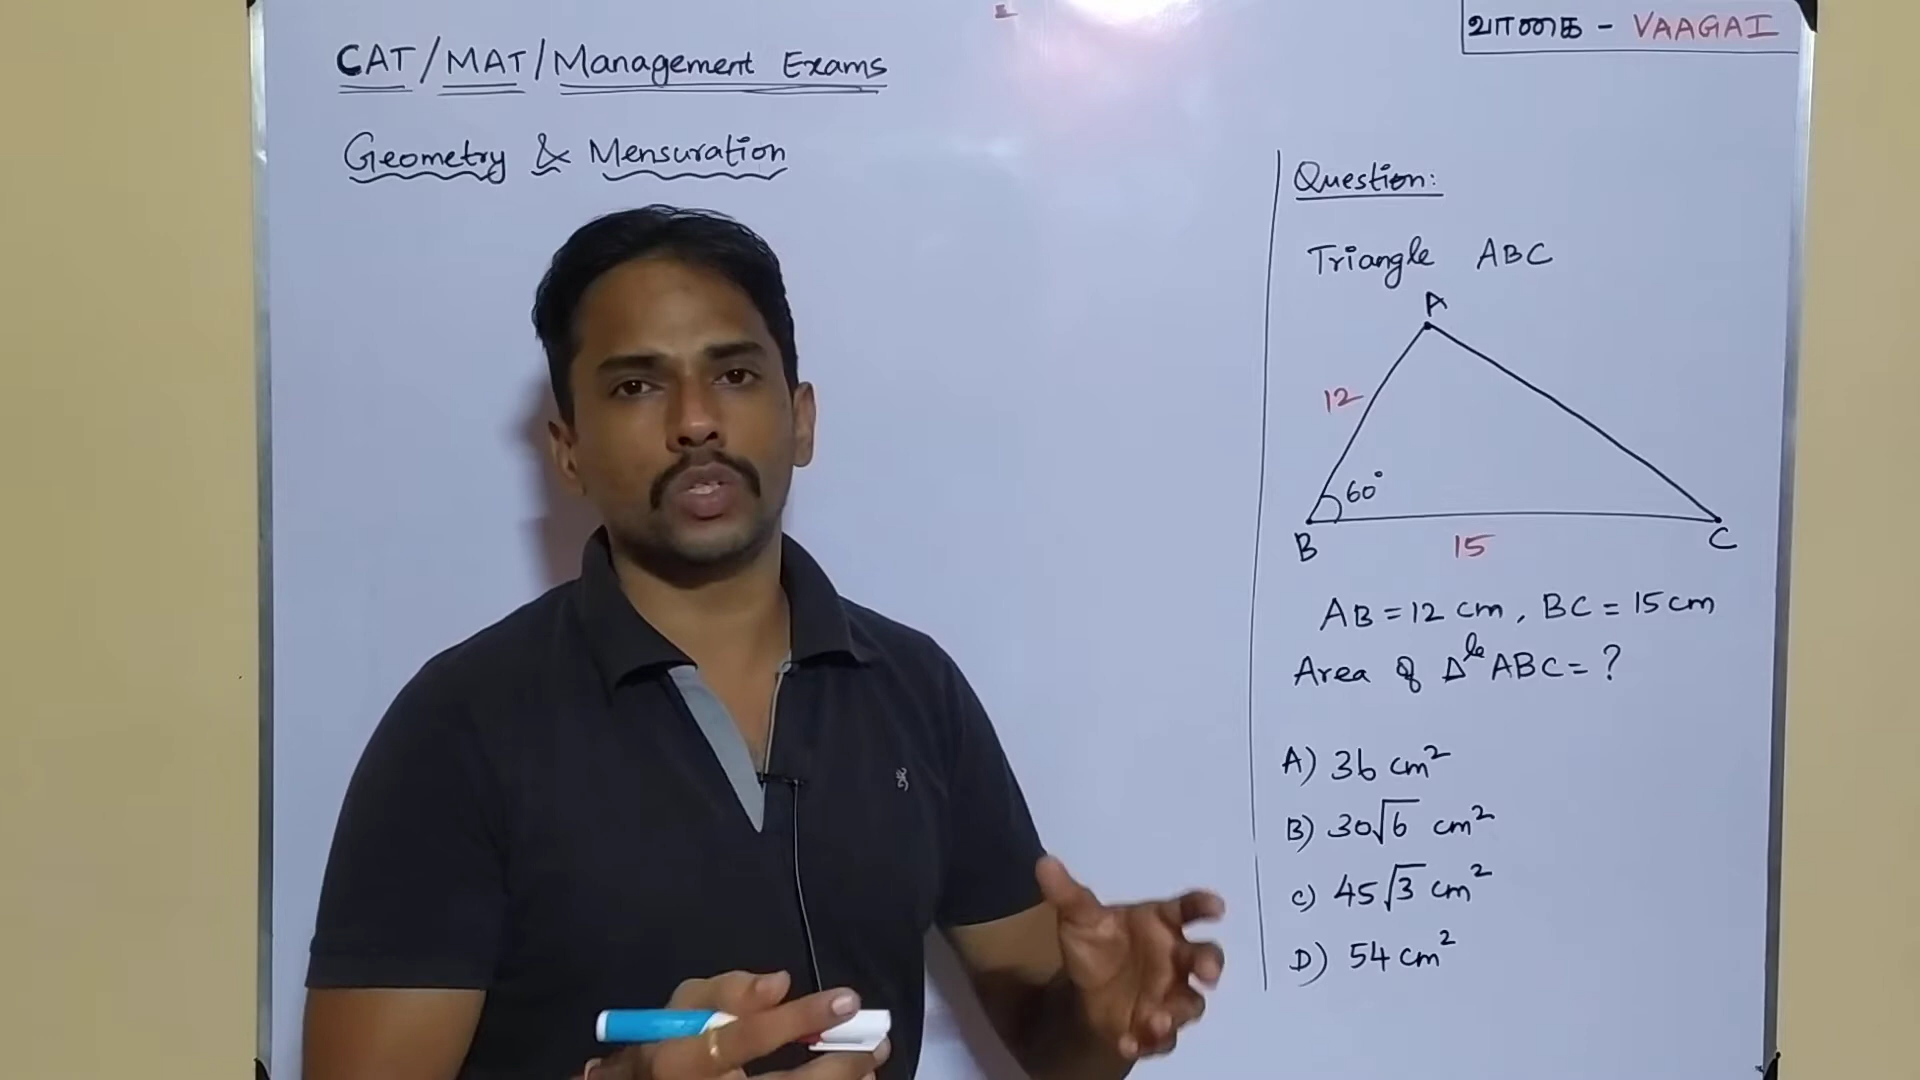 CAT/MAT/Management Exams
Geometry & Mensuration
வாகை - VAAGAI
Question:
Triangle ABC
A
12
60°
B
15
C
AB = 12 cm, BC = 15 cm
Area of Δle ABC = ?
A) 36 cm²
B) 30√6 cm²
C) 45√3 cm²
D) 54 cm²